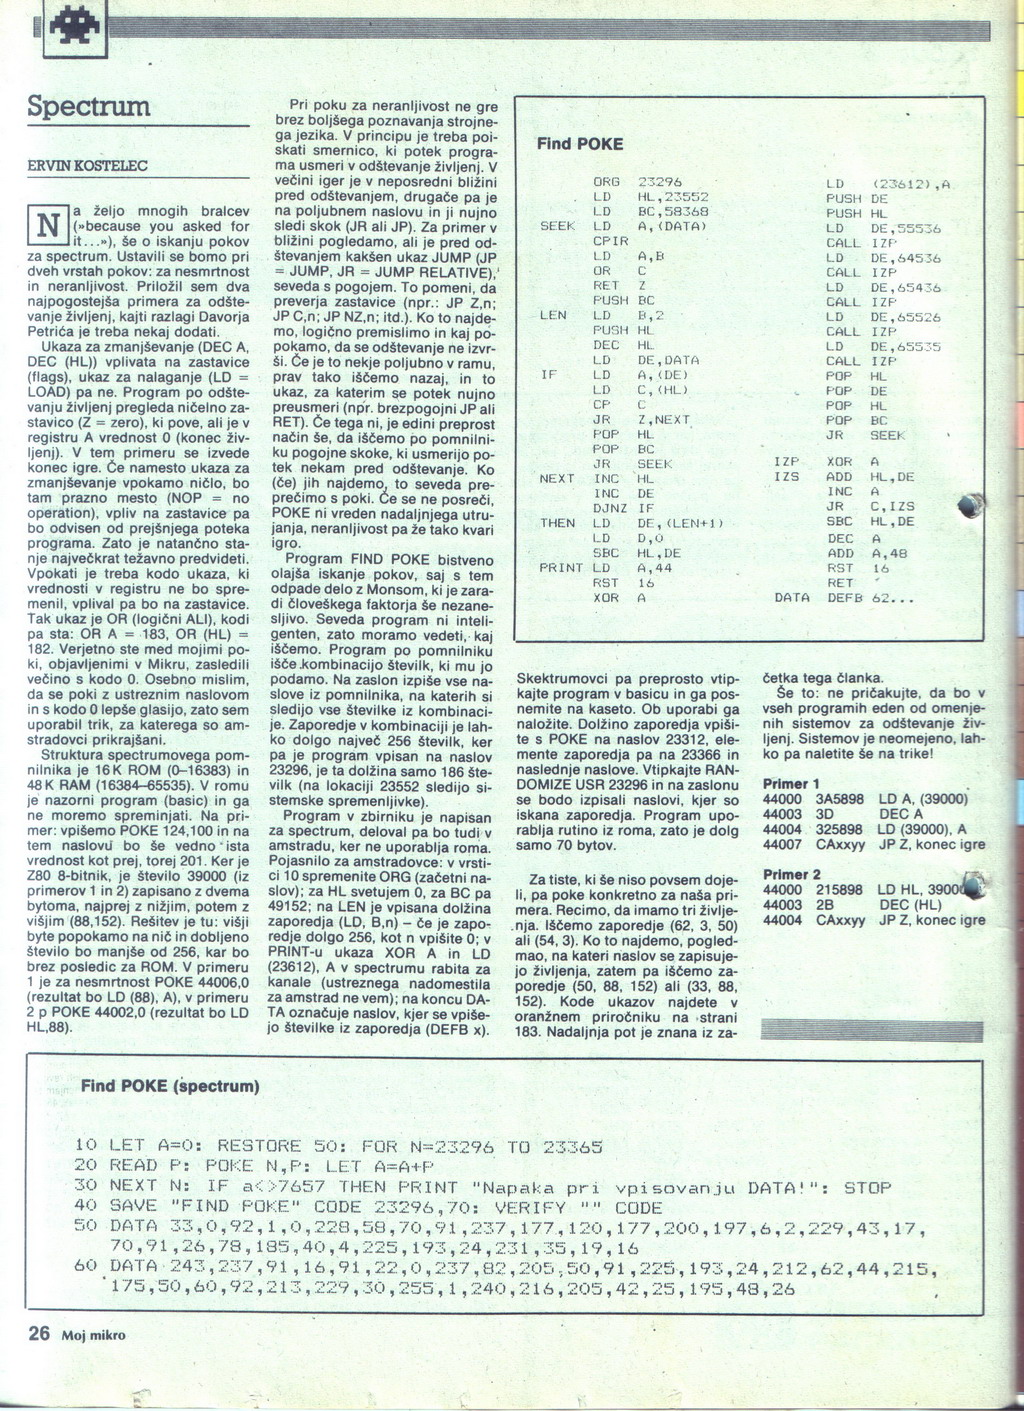 Spectrum
ERVIN KOSTELEC
Na željo mnogih bralcev
(»because you asked for
it...»), še o iskanju pokov
za spectrum. Ustavili se bomo pri
dveh vrstah pokov: za nesmrtnost
in neranljivost. Priložil sem dva
najpogostejša primera za odšte-
vanje življenj, kajti razlagi Davorja
Petrića je treba nekaj dodati.
Ukaza za zmanjševanje (DEC A,
DEC (HL)) vplivata na zastavice
(flags), ukaz za nalaganje (LD =
LOAD) pa ne. Program po odšte-
vanju življenj pregleda ničelno za-
stavico (Z = zero), ki pove, ali je v
registru A vrednost 0 (konec živ-
ljenj). V tem primeru se izvede
konec igre. Če namesto ukaza za
zmanjševanje vpokamo ničlo, bo
tam prazno mesto (NOP = no
operation), vpliv na zastavice pa
bo odvisen od prejšnjega poteka
programa. Zato je natančno sta-
nje največkrat težavno predvideti.
Vpokati je treba kodo ukaza, ki
vrednosti v registru ne bo spre-
menil, vplival pa bo na zastavice.
Tak ukaz je OR (logični ALI), kodi
pa sta: OR A = 183, OR (HL) =
182. Verjetno ste med mojimi po-
ki, objavljenimi v Mikru, zasledili
večino s kodo 0. Osebno mislim,
da se poki z ustreznim naslovom
in s kodo 0 lepše glasijo, zato sem
uporabil trik, za katerega so am-
stradovci prikrajšani.
Struktura spectrumovega pom-
nilnika je 16 K ROM (0–16383) in
48 K RAM (16384–65535). V romu
je nazorni program (basic) in ga
ne moremo spreminjati. Na pri-
mer: vpišemo POKE 124,100 in na
tem naslovu bo še vedno ista
vrednost kot prej, torej 201. Ker je
Z80 8-bitnik, je število 39000 (iz
primerov 1 in 2) zapisano z dvema
bytoma, najprej z nižjim, potem z
višjim (88,152). Rešitev je tu: višji
byte popokamo na nič in dobljeno
število bo manjše od 256, kar bo
brez posledic za ROM. V primeru
1 je za nesmrtnost POKE 44006,0
(rezultat bo LD (88), A), v primeru
2 p POKE 44002,0 (rezultat bo LD
HL,88).
Pri poku za neranljivost ne gre
brez boljšega poznavanja strojne-
ga jezika. V principu je treba poi-
skati smernico, ki potek progra-
ma usmeri v odštevanje življenj. V
večini iger je v neposredni bližini
pred odštevanjem, drugače pa je
na poljubnem naslovu in ji nujno
sledi skok (JR ali JP). Za primer v
bližini pogledamo, ali je pred od-
števanjem kakšen ukaz JUMP (JP
= JUMP, JR = JUMP RELATIVE),
seveda s pogojem. To pomeni, da
preverja zastavice (npr.: JP Z,n;
JP C,n; JP NZ,n; itd.). Ko to najde-
mo, logično premislimo in kaj po-
pokamo, da se odštevanje ne izvr-
ši. Če je to nekje poljubno v ramu,
prav tako iščemo nazaj, in to
ukaz, za katerim se potek nujno
preusmeri (npr. brezpogojni JP ali
RET). Če tega ni, je edini preprost
način še, da iščemo po pomnilni-
ku pogojne skoke, ki usmerijo po-
tek nekam pred odštevanje. Ko
(če) jih najdemo, to seveda pre-
prečimo s poki. Če se ne posreči,
POKE ni vreden nadaljnjega utru-
janja, neranljivost pa že tako kvari
igro.
Program FIND POKE bistveno
olajša iskanje pokov, saj s tem
odpade delo z Monsom, ki je zara-
di človeškega faktorja še nezane-
sljivo. Seveda program ni inteli-
genten, zato moramo vedeti, kaj
iščemo. Program po pomnilniku
išče kombinacijo številk, ki mu jo
podamo. Na zaslon izpiše vse na-
slove iz pomnilnika, na katerih si
sledijo vse številke iz kombinaci-
je. Zaporedje v kombinaciji je lah-
ko dolgo največ 256 številk, ker
pa je program vpisan na naslov
23296, je ta dolžina samo 186 šte-
vilk (na lokaciji 23552 sledijo si-
stemske spremenljivke).
Program v zbirniku je napisan
za spectrum, deloval pa bo tudi v
amstradu, ker ne uporablja roma.
Pojasnilo za amstradovce: v vrsti-
ci 10 spremenite ORG (začetni na-
slov); za HL svetujem 0, za BC pa
49152; na LEN je vpisana dolžina
zaporedja (LD, B,n) – če je zapo-
redje dolgo 256, kot n vpišite 0; v
PRINT-u ukaza XOR A in LD
(23612), A v spectrumu rabita za
kanale (ustreznega nadomestila
za amstrad ne vem); na koncu DA-
TA označuje naslov, kjer se vpiše-
jo številke iz zaporedja (DEFB x).
Find POKE
ORG 23296
LD HL,23552
LD BC,58368
SEEK LD A,(DATA)
CPIR
LD A,B
OR C
RET Z
PUSH BC
LEN LD B,2
PUSH HL
DEC HL
LD DE,DATA
IF LD A,(DE)
LD C,(HL)
CP C
JR Z,NEXT
POP HL
POP BC
JR SEEK
NEXT INC HL
INC DE
DJNZ IF
THEN LD DE,(LEN+1)
LD D,0
SBC HL,DE
PRINT LD A,44
RST 16
XOR A
LD (23612),A
PUSH DE
PUSH HL
LD DE,55536
CALL IZP
LD DE,64536
CALL IZP
LD DE,65436
CALL IZP
LD DE,65526
CALL IZP
LD DE,65535
CALL IZP
POP HL
POP DE
POP HL
POP BC
JR SEEK
IZP XOR A
IZS ADD HL,DE
INC A
JR C,IZS
SBC HL,DE
DEC A
ADD A,48
RST 16
RET
DATA DEFB 62...
Skektrumovci pa preprosto vtip-
kajte program v basicu in ga pos-
nemite na kaseto. Ob uporabi ga
naložite. Dolžino zaporedja vpiši-
te s POKE na naslov 23312, ele-
mente zaporedja pa na 23366 in
naslednje naslove. Vtipkajte RAN-
DOMIZE USR 23296 in na zaslonu
se bodo izpisali naslovi, kjer so
iskana zaporedja. Program upo-
rablja rutino iz roma, zato je dolg
samo 70 bytov.
Za tiste, ki še niso povsem doje-
li, pa poke konkretno za naša pri-
mera. Recimo, da imamo tri življe-
nja. Iščemo zaporedje (62, 3, 50)
ali (54, 3). Ko to najdemo, pogled-
mao, na kateri naslov se zapisuje-
jo življenja, zatem pa iščemo za-
poredje (50, 88, 152) ali (33, 88,
152). Kode ukazov najdete v
oranžnem priročniku na strani
183. Nadaljnja pot je znana iz za-
četka tega članka.
Še to: ne pričakujte, da bo v
vseh programih eden od omenje-
nih sistemov za odštevanje živ-
ljenj. Sistemov je neomejeno, lah-
ko pa naletite še na trike!
Primer 1
44000 3A5898 LD A, (39000)
44003 3D DEC A
44004 325898 LD (39000), A
44007 CAxxyy JP Z, konec igre
Primer 2
44000 215898 LD HL, 3900
44003 2B DEC (HL)
44004 CAxxyy JP Z, konec igre
Find POKE (spectrum)
10 LET A=0: RESTORE 50: FOR N=23296 TO 23365
20 READ P: POKE N,P: LET A=A+P
30 NEXT N: IF a<>7657 THEN PRINT "Napaka pri vpisovanju DATA!": STOP
40 SAVE "FIND POKE" CODE 23296,70: VERIFY "" CODE
50 DATA 33,0,92,1,0,228,58,70,91,237,177,120,177,200,197,6,2,229,43,17,
70,91,26,78,185,40,4,225,193,24,231,35,19,16
60 DATA 243,237,91,16,91,22,0,237,82,205,50,91,225,193,24,212,62,44,215,
175,50,60,92,213,229,30,255,1,240,216,205,42,25,195,48,26
26 Moj mikro